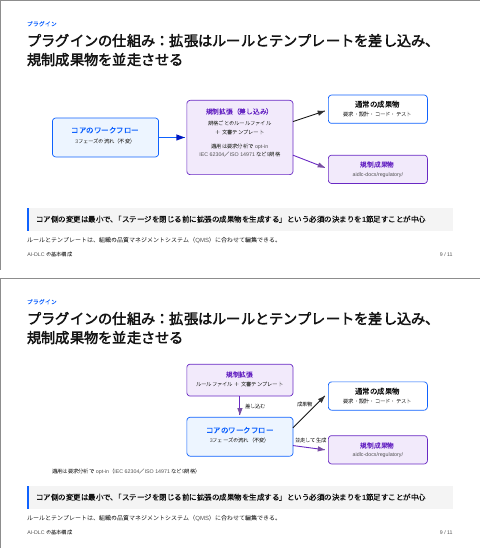 プラグイン
プラグインの仕組み：拡張はルールとテンプレートを差し込み、
規制成果物を並走させる
コアのワークフロー
3フェーズの流れ（不変）
規制拡張（差し込み）
規格ごとのルールファイル
＋ 文書テンプレート
適用は要求分析で opt-in
IEC 62304／ISO 14971 など8規格
通常の成果物
要求・設計・コード・テスト
規制成果物
aidlc-docs/regulatory/
コア側の変更は最小で、「ステージを閉じる前に拡張の成果物を生成する」という必須の決まりを1箇足すことが中心
ルールとテンプレートは、組織の品質マネジメントシステム（QMS）に合わせて編集できる。
AI-DLC の基本構成
9 / 11
プラグイン
プラグインの仕組み：拡張はルールとテンプレートを差し込み、
規制成果物を並走させる
規制拡張
ルールファイル ＋ 文書テンプレート
差し込む
コアのワークフロー
3フェーズの流れ（不変）
成果物
並走して生成
通常の成果物
要求・設計・コード・テスト
規制成果物
aidlc-docs/regulatory/
適用は要求分析で opt-in（IEC 62304／ISO 14971 など8規格）
コア側の変更は最小で、「ステージを閉じる前に拡張の成果物を生成する」という必須の決まりを1箇足すことが中心
ルールとテンプレートは、組織の品質マネジメントシステム（QMS）に合わせて編集できる。
AI-DLC の基本構成
9 / 11